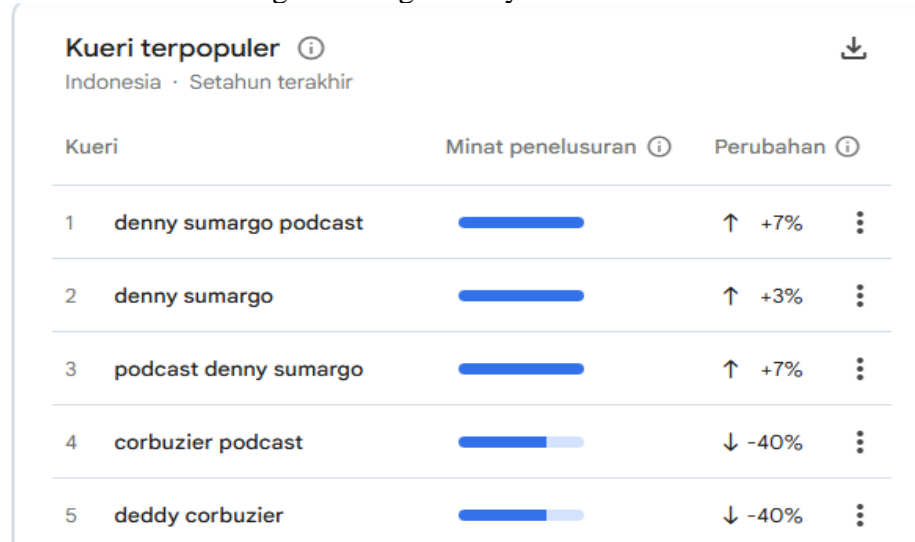 Kueri terpopuler
Indonesia · Setahun terakhir
Kueri Minat penelusuran Perubahan
1 denny sumargo podcast ↑ +7%
2 denny sumargo ↑ +3%
3 podcast denny sumargo ↑ +7%
4 corbuzier podcast ↓ -40%
5 deddy corbuzier ↓ -40%